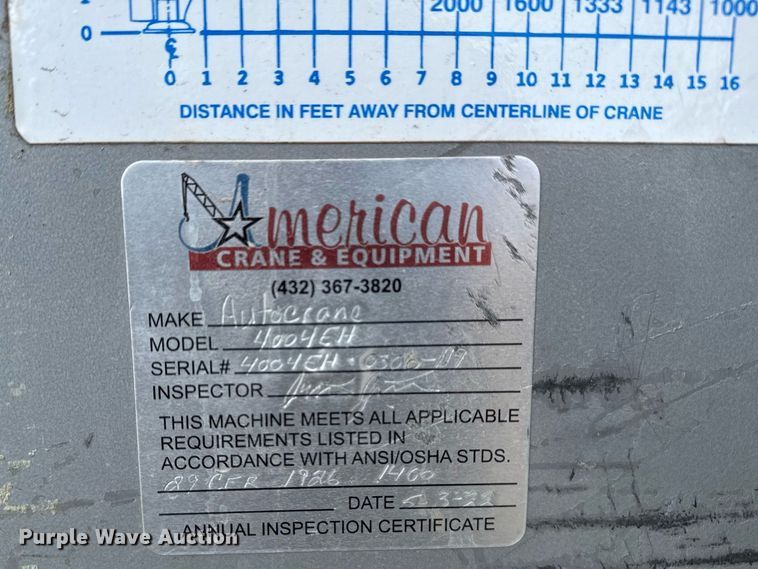 2000 1600 1333 1143 1000
0
0 1 2 3 4 5 6 7 8 9 10 11 12 13 14 15 16
DISTANCE IN FEET AWAY FROM CENTERLINE OF CRANE
American
CRANE & EQUIPMENT
(432) 367-3820
MAKE Autocrane
MODEL 4004EH
SERIAL# 4004EH
INSPECTOR
THIS MACHINE MEETS ALL APPLICABLE
REQUIREMENTS LISTED IN
ACCORDANCE WITH ANSI/OSHA STDS.
29 CFR 1926 1400
DATE
ANNUAL INSPECTION CERTIFICATE
Purple Wave Auction